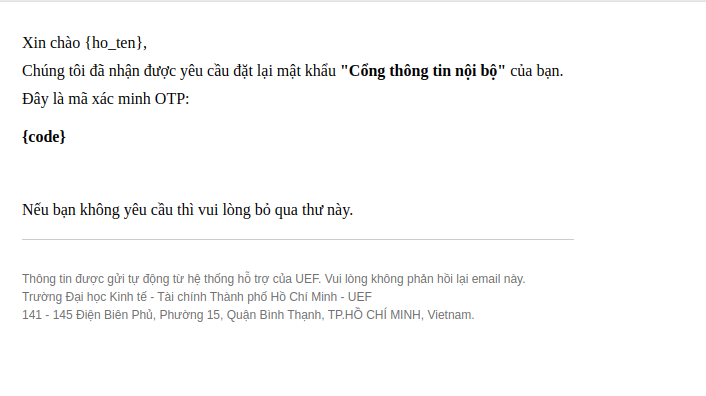 Xin chào {ho_ten},
Chúng tôi đã nhận được yêu cầu đặt lại mật khẩu "Cổng thông tin nội bộ" của bạn.
Đây là mã xác minh OTP:
{code}
Nếu bạn không yêu cầu thì vui lòng bỏ qua thư này.
Thông tin được gửi tự động từ hệ thống hỗ trợ của UEF. Vui lòng không phản hồi lại email này.
Trường Đại học Kinh tế - Tài chính Thành phố Hồ Chí Minh - UEF
141 - 145 Điện Biên Phủ, Phường 15, Quận Bình Thạnh, TP.HỒ CHÍ MINH, Vietnam.